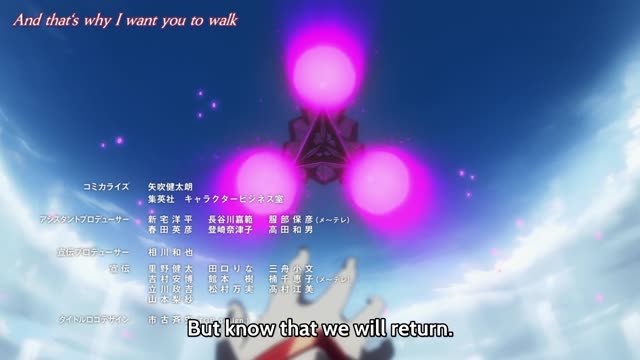 And that's why I want you to walk
コミカライズ 矢吹健太朗
集英社 キャラクタービジネス室
アシスタントプロデューサー 新宅洋平 長谷川嘉範 服部保彦(メ〜テレ)
春田英彦 登崎奈津子 高田和男
宣伝プロデューサー 相川和也
宣伝 里野健太 田口りな 三舟小文
吉村安博 館本樹 楠千恵子(メ〜テレ)
立川政吉 松村万実 高村江美
山本梨紗
タイトルロゴデザイン 市古斉
But know that we will return.